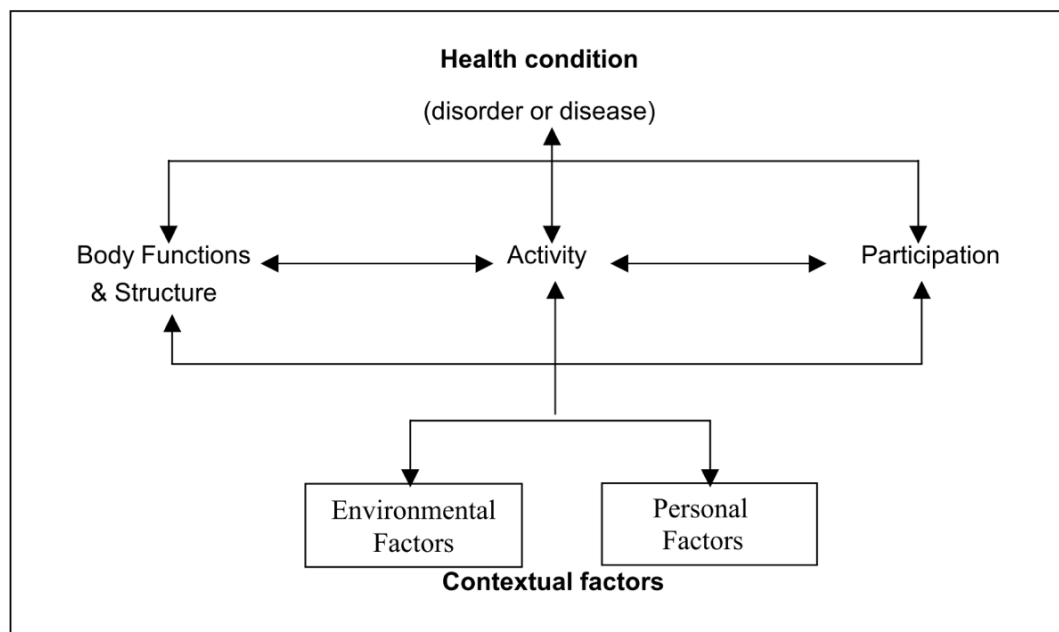 Health condition
(disorder or disease)
Body Functions
& Structure
Activity
Participation
Environmental
Factors
Personal
Factors
Contextual factors